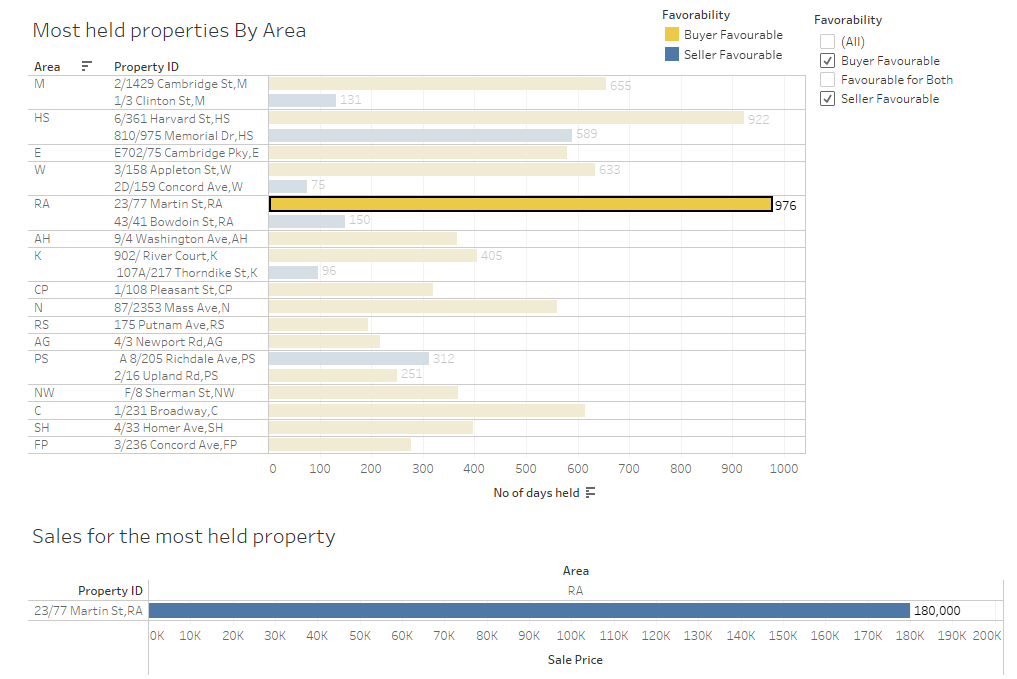 Most held properties By Area
Favorability
Buyer Favourable
Seller Favourable
Favorability
(All)
Buyer Favourable
Favourable for Both
Seller Favourable
Area Property ID
M 2/1429 Cambridge St,M 655
1/3 Clinton St,M 131
HS 6/361 Harvard St,HS 922
810/975 Memorial Dr,HS 589
E E702/75 Cambridge Pky,E
W 3/158 Appleton St,W 633
2D/159 Concord Ave,W 75
RA 23/77 Martin St,RA 976
43/41 Bowdoin St,RA 150
AH 9/4 Washington Ave,AH
K 902/ River Court,K 405
107A/217 Thorndike St,K 96
CP 1/108 Pleasant St,CP
N 87/2353 Mass Ave,N
RS 175 Putnam Ave,RS
AG 4/3 Newport Rd,AG
PS A 8/205 Richdale Ave,PS 312
2/16 Upland Rd,PS 251
NW F/8 Sherman St,NW
C 1/231 Broadway,C
SH 4/33 Homer Ave,SH
FP 3/236 Concord Ave,FP
0 100 200 300 400 500 600 700 800 900 1000
No of days held
Sales for the most held property
Area
Property ID RA
23/77 Martin St,RA 180,000
0K 10K 20K 30K 40K 50K 60K 70K 80K 90K 100K 110K 120K 130K 140K 150K 160K 170K 180K 190K 200K
Sale Price